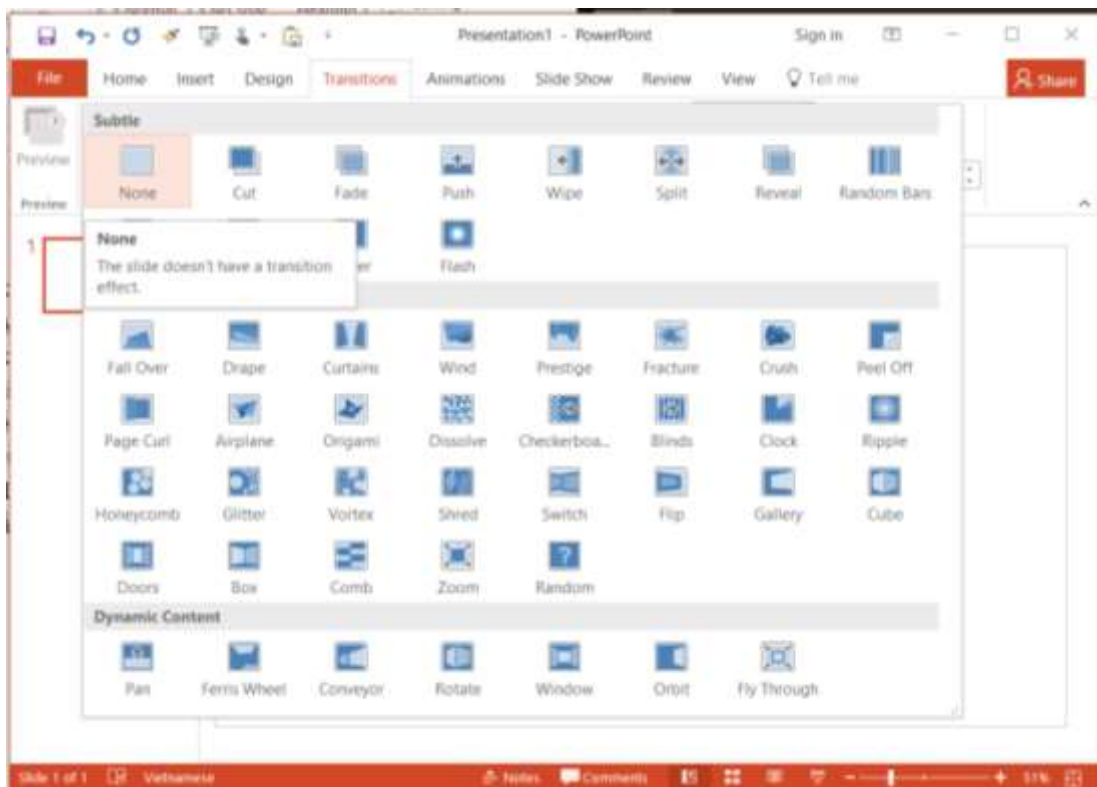 Presentation1 - PowerPoint
Sign in
File Home Insert Design Transitions Animations Slide Show Review View Tell me Share
Preview
Preview
Subtle
None Cut Fade Push Wipe Split Reveal Random Bars
None
The slide doesn't have a transition
effect.
er Flash
1
Fall Over Drape Curtains Wind Prestige Fracture Crush Peel Off
Page Curl Airplane Origami Dissolve Checkerboa... Blinds Clock Ripple
Honeycomb Glitter Vortex Shred Switch Flip Gallery Cube
Doors Box Comb Zoom Random
Dynamic Content
Pan Ferris Wheel Conveyor Rotate Window Orbit Fly Through
Slide 1 of 1 Vietnamese Notes Comments 51%